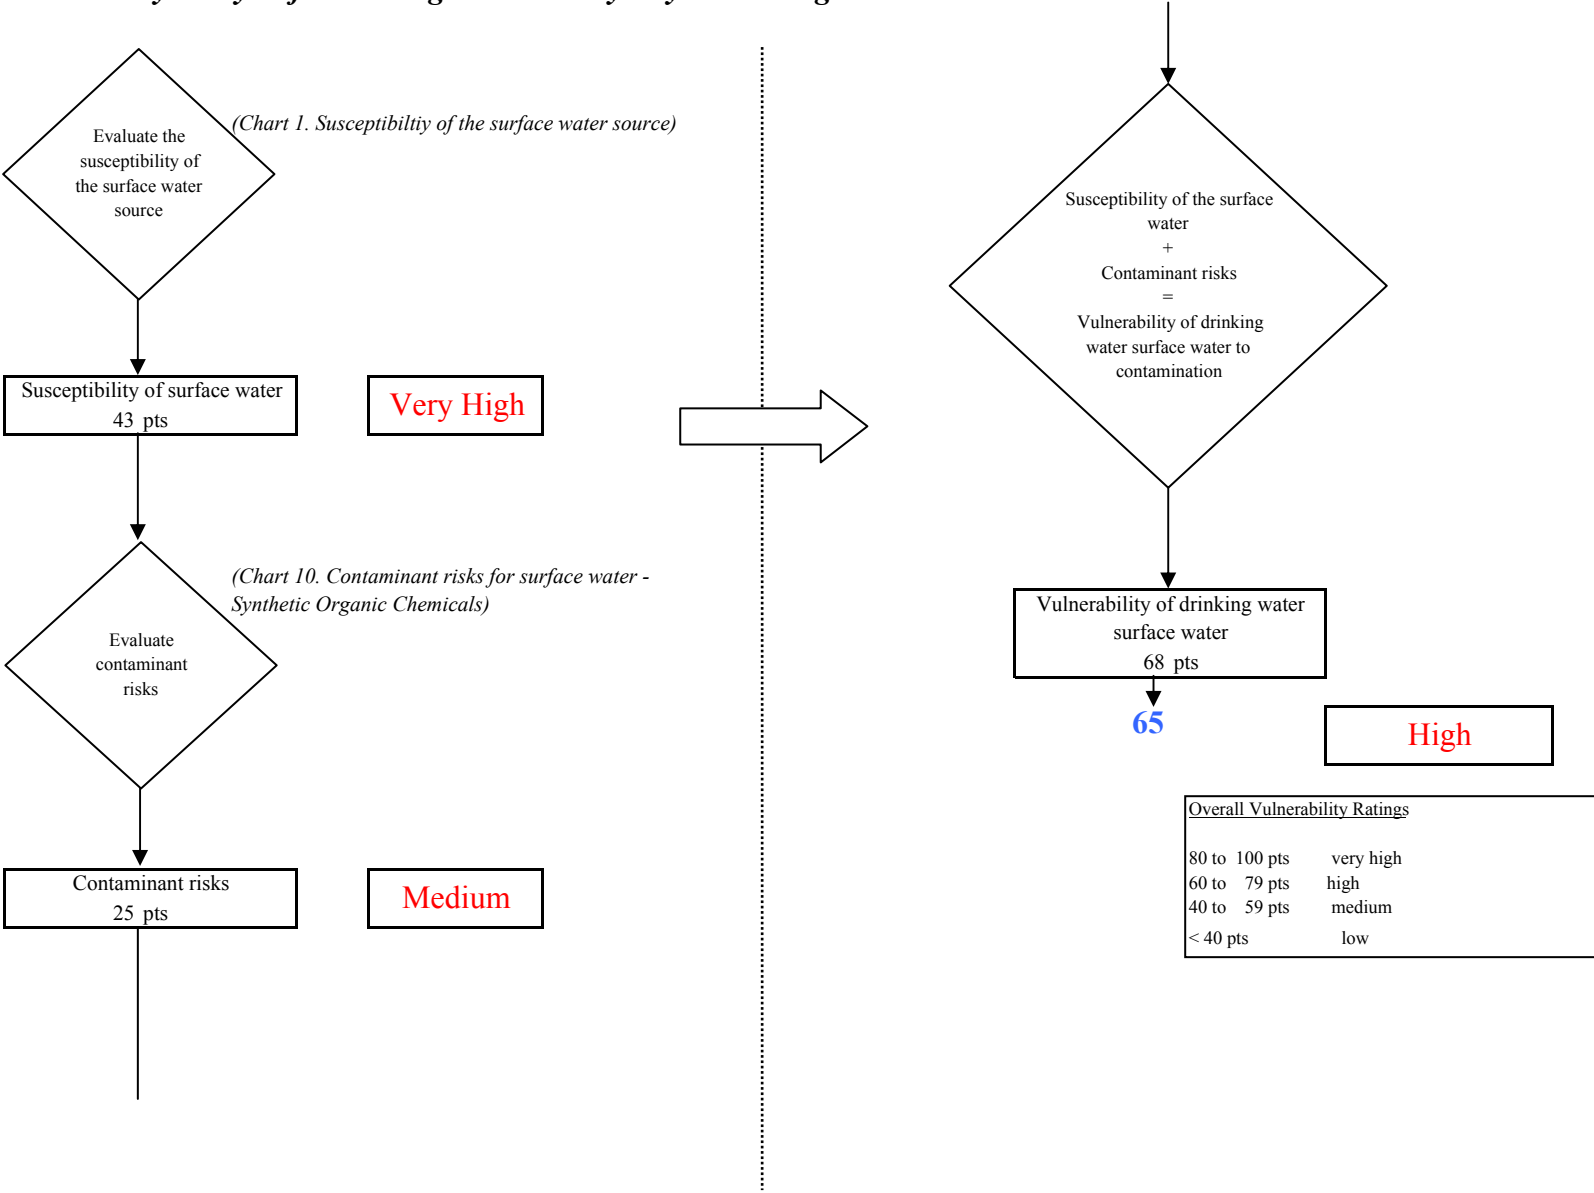 Evaluate the
susceptibility of
the surface water
source
(Chart 1. Susceptibiltiy of the surface water source)
Susceptibility of surface water
43 pts
Very High
Evaluate
contaminant
risks
(Chart 10. Contaminant risks for surface water -
Synthetic Organic Chemicals)
Contaminant risks
25 pts
Medium
Susceptibility of the surface
water
+
Contaminant risks
=
Vulnerability of drinking
water surface water to
contamination
Vulnerability of drinking water
surface water
68 pts
65
High
Overall Vulnerability Ratings
80 to 100 pts very high
60 to 79 pts high
40 to 59 pts medium
< 40 pts low